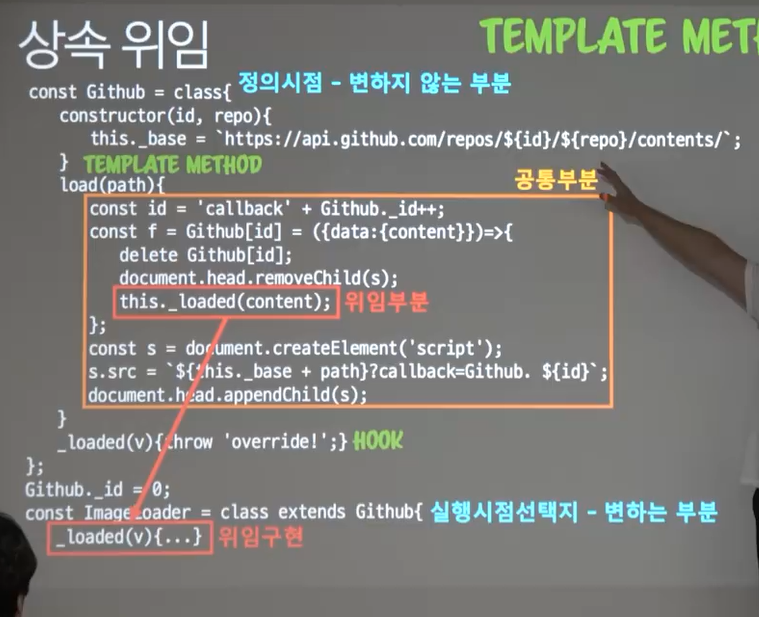 상속 위임
TEMPLATE
const Github = class{ 정의시점 - 변하지 않는 부분
constructor(id, repo){
this._base = `https://api.github.com/repos/${id}/${repo}/contents/`;
} TEMPLATE METHOD
load(path){ 공통부분
const id = 'callback' + Github._id++;
const f = Github[id] = ({data:{content}})=>{
delete Github[id];
document.head.removeChild(s);
this._loaded(content); 위임부분
};
const s = document.createElement('script');
s.src = `${this._base + path}?callback=Github. ${id}`;
document.head.appendChild(s);
}
_loaded(v){throw 'override!';} HOOK
};
Github._id = 0;
const ImageLoader = class extends Github{ 실행시점선택지 - 변하는 부분
_loaded(v){...} 위임구현